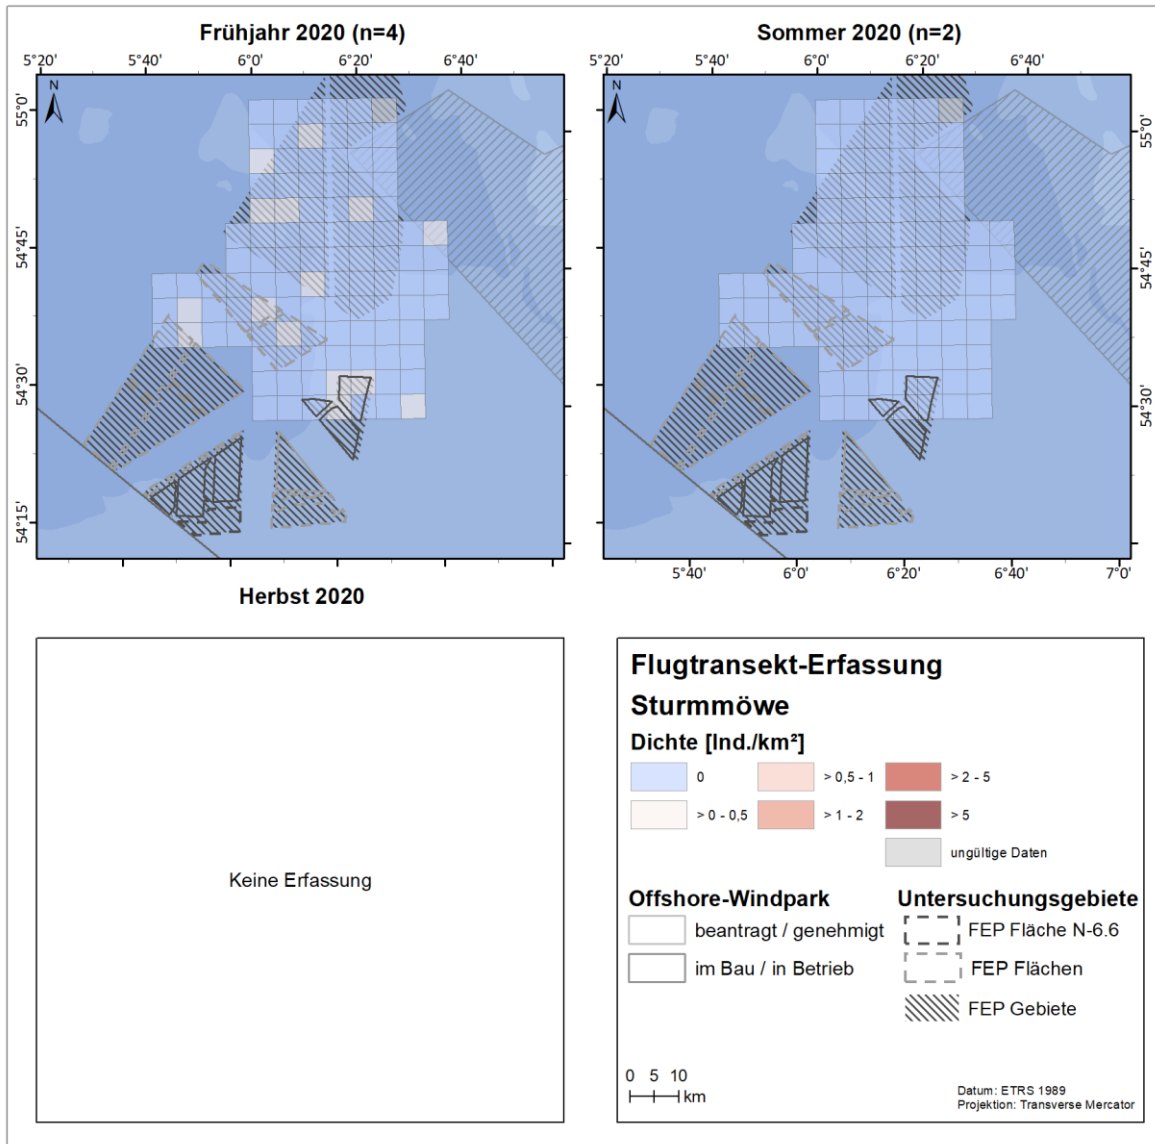 Frühjahr 2020 (n=4)
Sommer 2020 (n=2)
5°20' 5°40' 6°0' 6°20' 6°40'
5°40' 6°0' 6°20' 6°40'
N
N
55°0'
54°45'
54°30'
54°15'
55°0'
54°45'
54°30'
5°40' 6°0' 6°20' 6°40' 7°0'
Herbst 2020
Keine Erfassung
Flugtransekt-Erfassung
Sturmmöwe
Dichte [Ind./km²]
0 > 0,5 - 1 > 2 - 5
> 0 - 0,5 > 1 - 2 > 5
ungültige Daten
Offshore-Windpark
beantragt / genehmigt
im Bau / in Betrieb
Untersuchungsgebiete
FEP Fläche N-6.6
FEP Flächen
FEP Gebiete
0 5 10
km
Datum: ETRS 1989
Projektion: Transverse Mercator